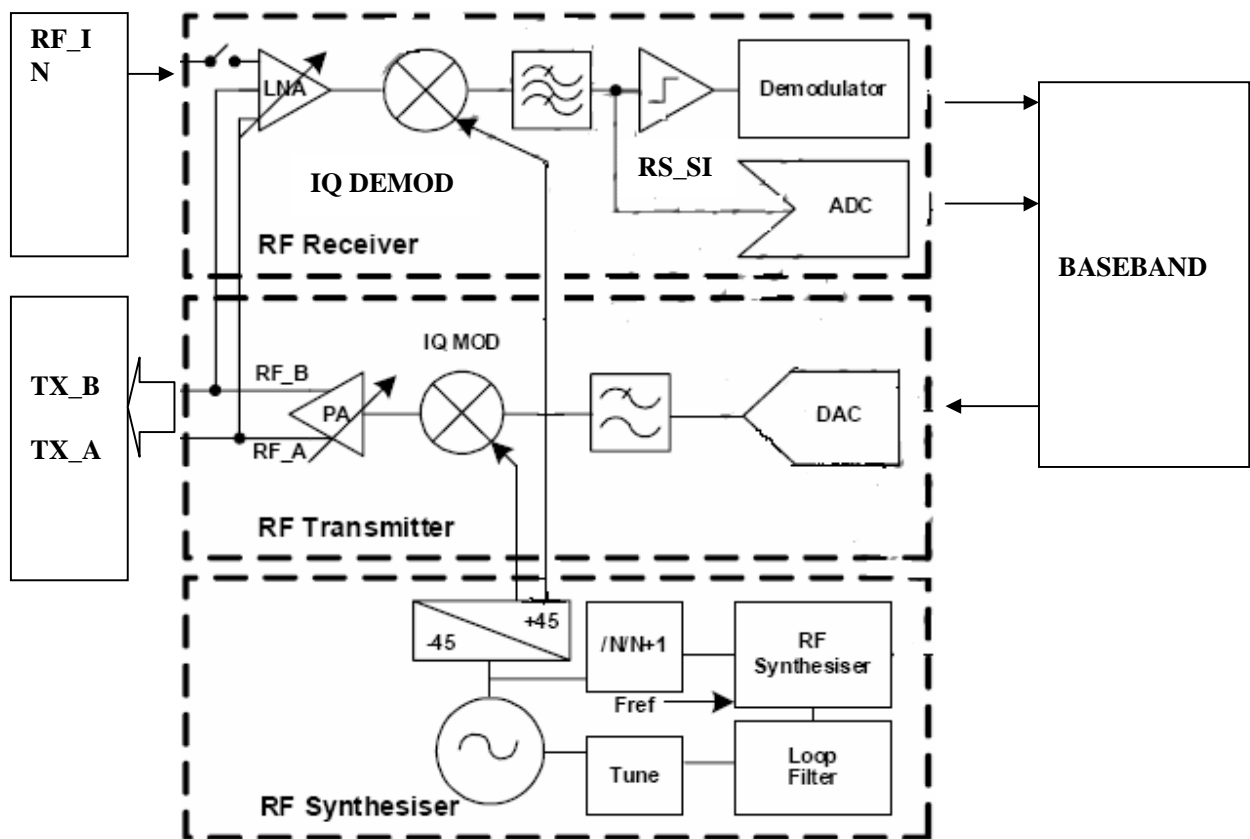 RF_I
N
LNA
IQ DEMOD
RF Receiver
RS_SI
Demodulator
ADC
BASEBAND
TX_B
TX_A
RF_B
RF_A
PA
IQ MOD
DAC
RF Transmitter
-45
+45
/N/N+1
RF
Synthesiser
Fref
Tune
Loop
Filter
RF Synthesiser